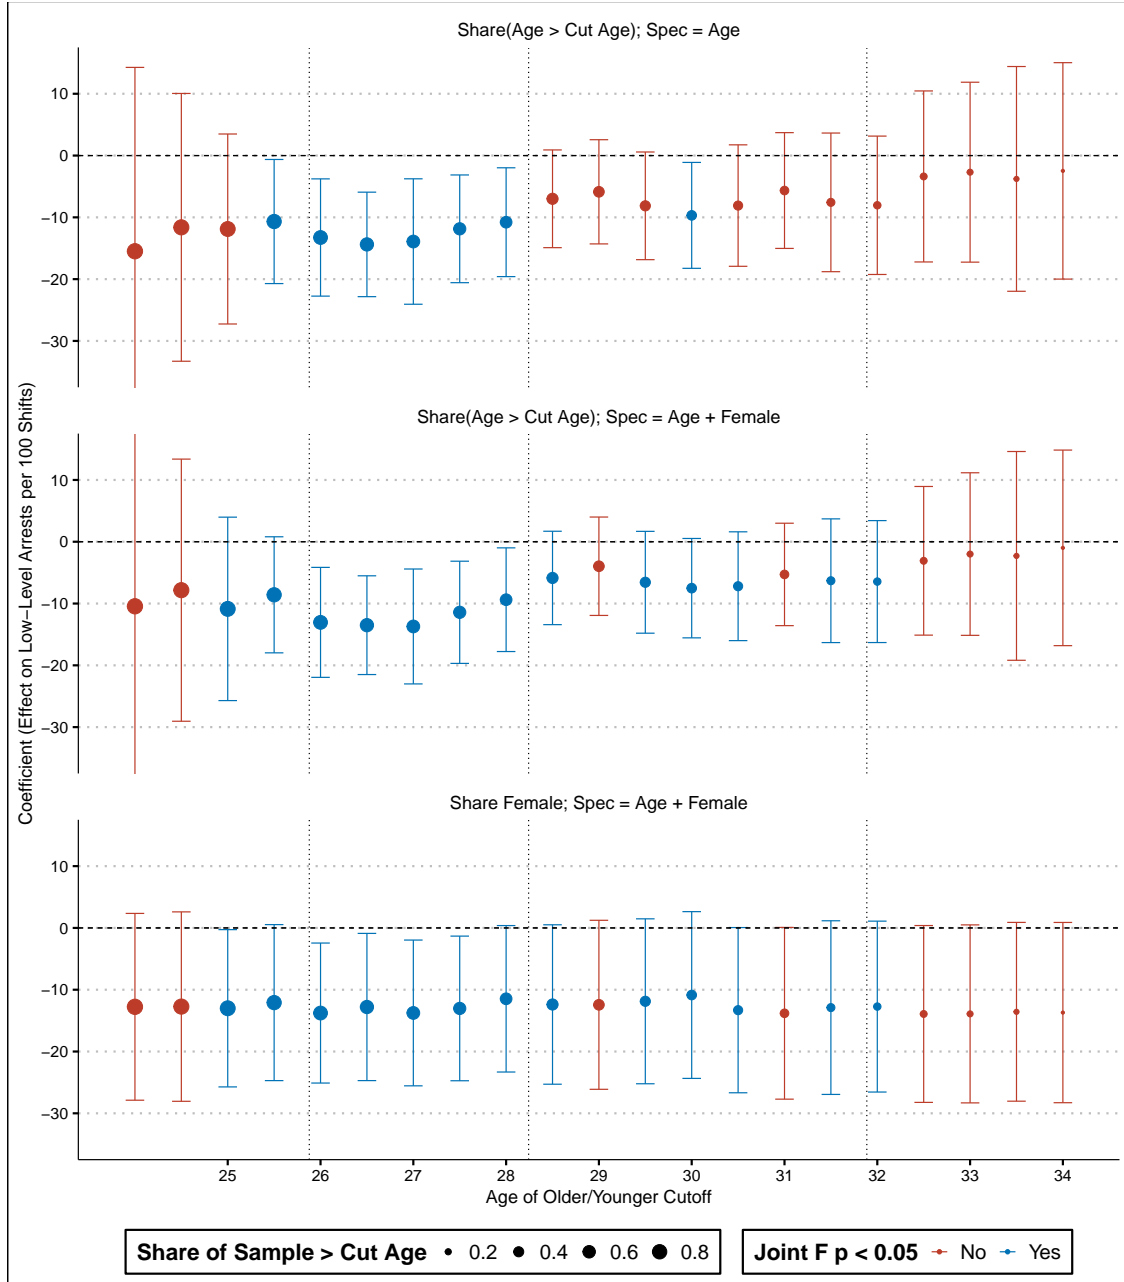 Share(Age > Cut Age); Spec = Age
10
0
−10
−20
−30
Share(Age > Cut Age); Spec = Age + Female
10
0
−10
−20
−30
Coefficient (Effect on Low−Level Arrests per 100 Shifts)
Share Female; Spec = Age + Female
10
0
−10
−20
−30
25 26 27 28 29 30 31 32 33 34
Age of Older/Younger Cutoff
Share of Sample > Cut Age 0.2 0.4 0.6 0.8
Joint F p < 0.05 No Yes